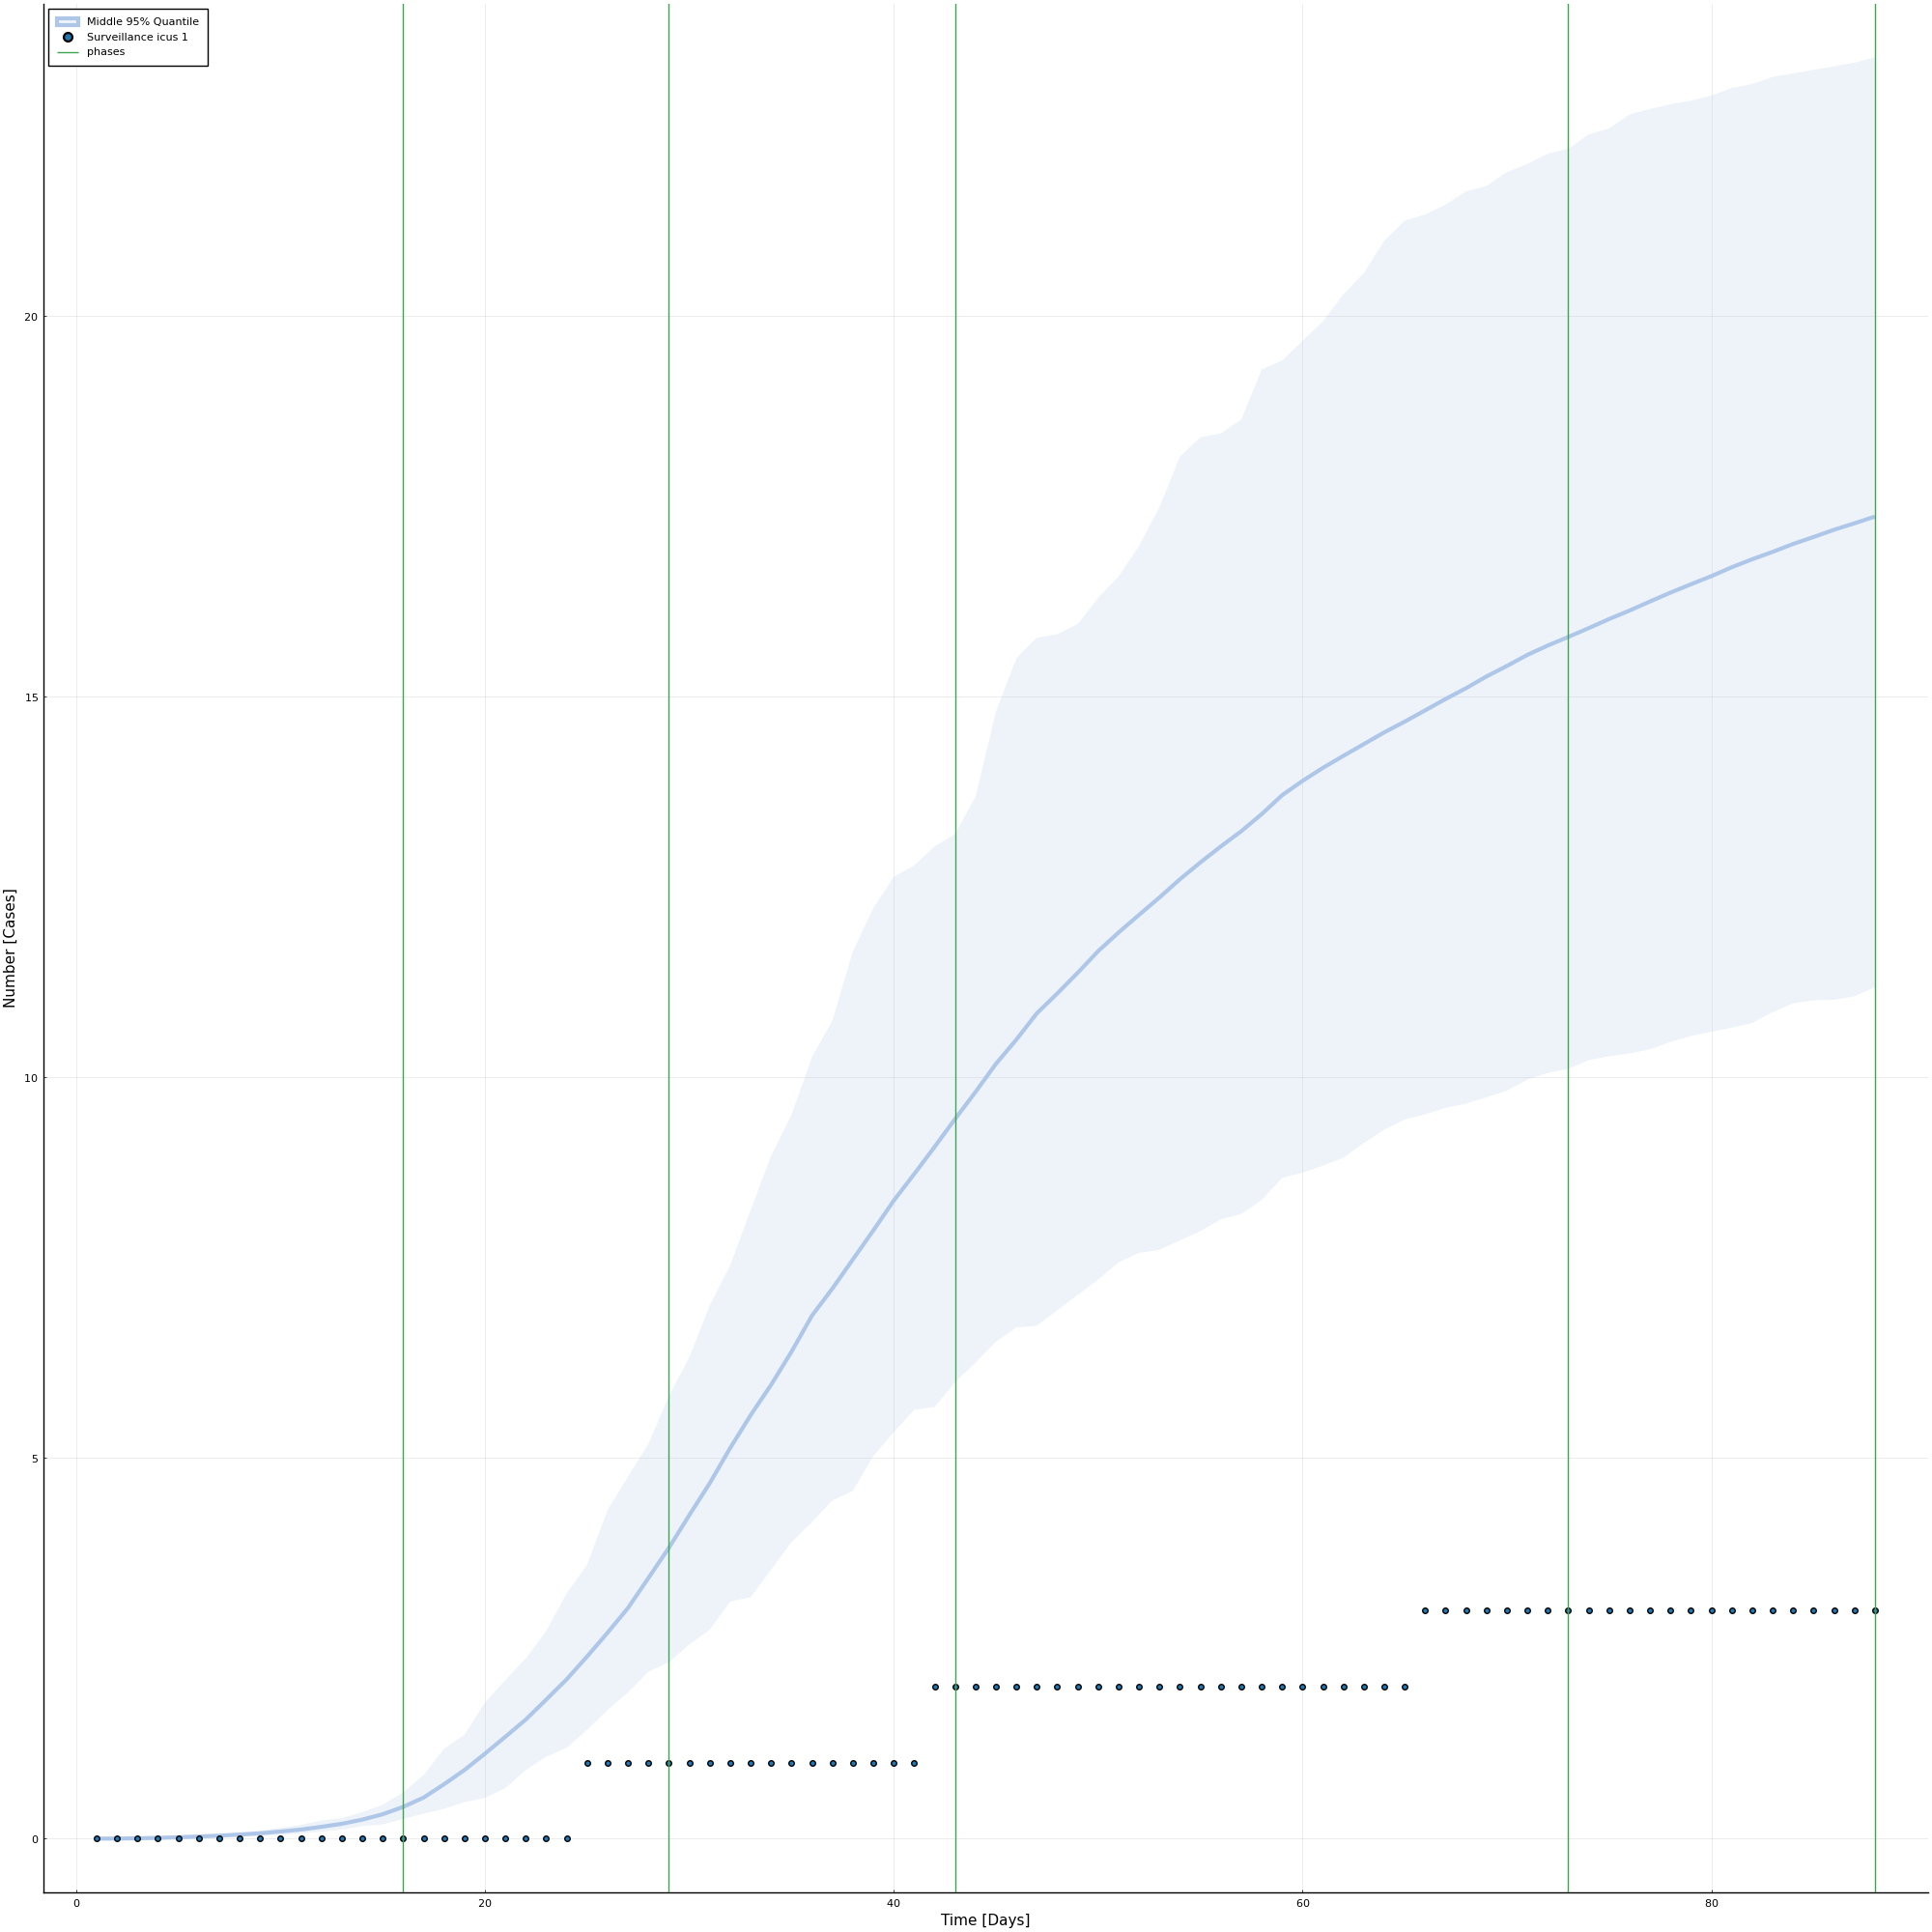 Middle 95% Quantile
Surveillance icus 1
phases
20
15
10
5
0
Number [Cases]
0 20 40 60 80
Time [Days]